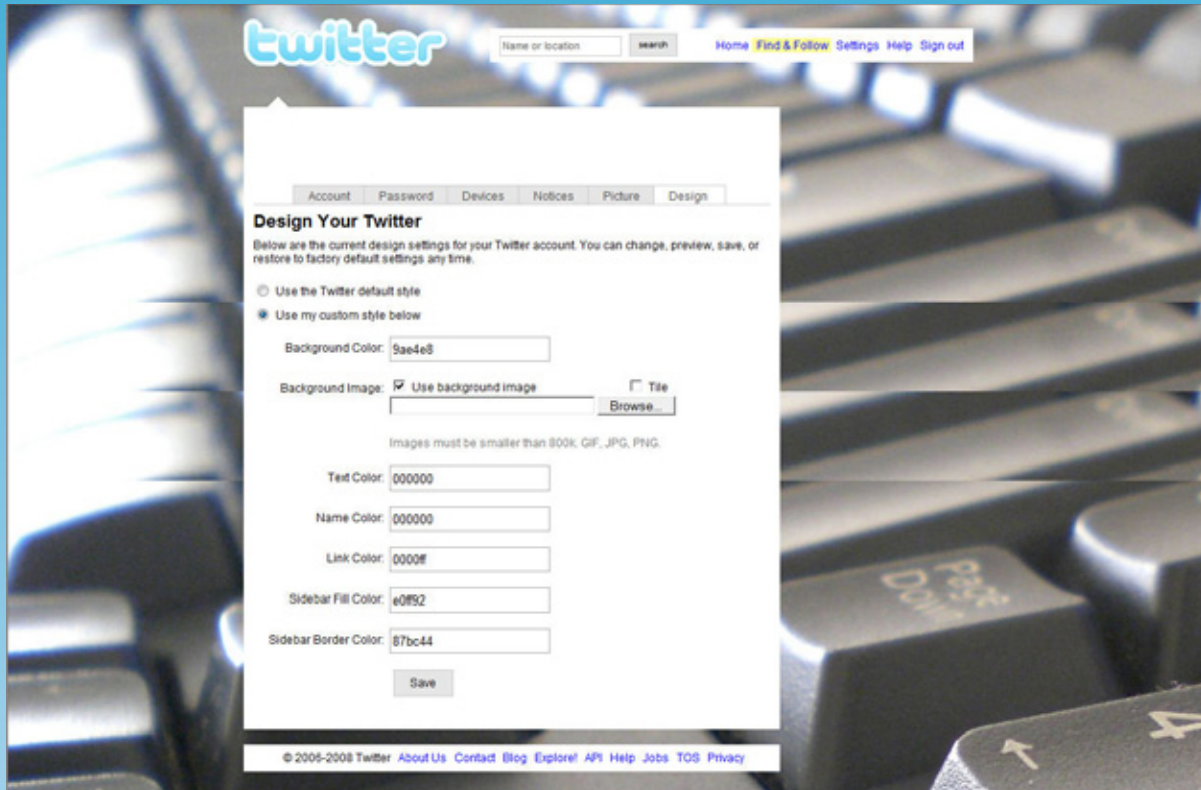 twitter
Name or location search Home Find & Follow Settings Help Sign out
Account Password Devices Notices Picture Design
Design Your Twitter
Below are the current design settings for your Twitter account. You can change, preview, save, or
restore to factory default settings any time.
Use the Twitter default style
Use my custom style below
Background Color: 9ae4e8
Background Image: Use background image Tile
Browse...
Images must be smaller than 800k. GIF, JPG, PNG.
Text Color: 000000
Name Color: 000000
Link Color: 0000ff
Sidebar Fill Color: e0ff92
Sidebar Border Color: 87bc44
Save
© 2006-2008 Twitter About Us Contact Blog Explore! API Help Jobs TOS Privacy
Page
Down
4